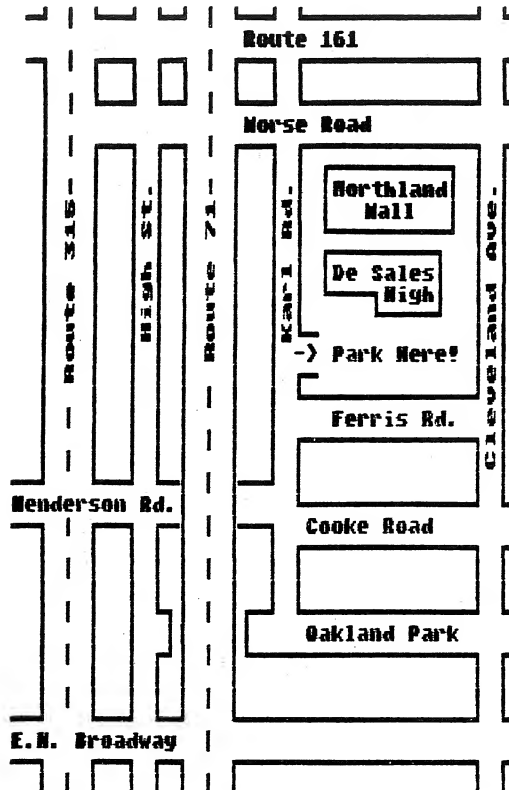 Route 161
Morse Road
Northland
Mall
Route 315
High St.
Route 71
Karl Rd.
Cleveland Ave.
De Sales
High
-> Park Here!
Ferris Rd.
Henderson Rd.
Cooke Road
Oakland Park
E.N. Broadway